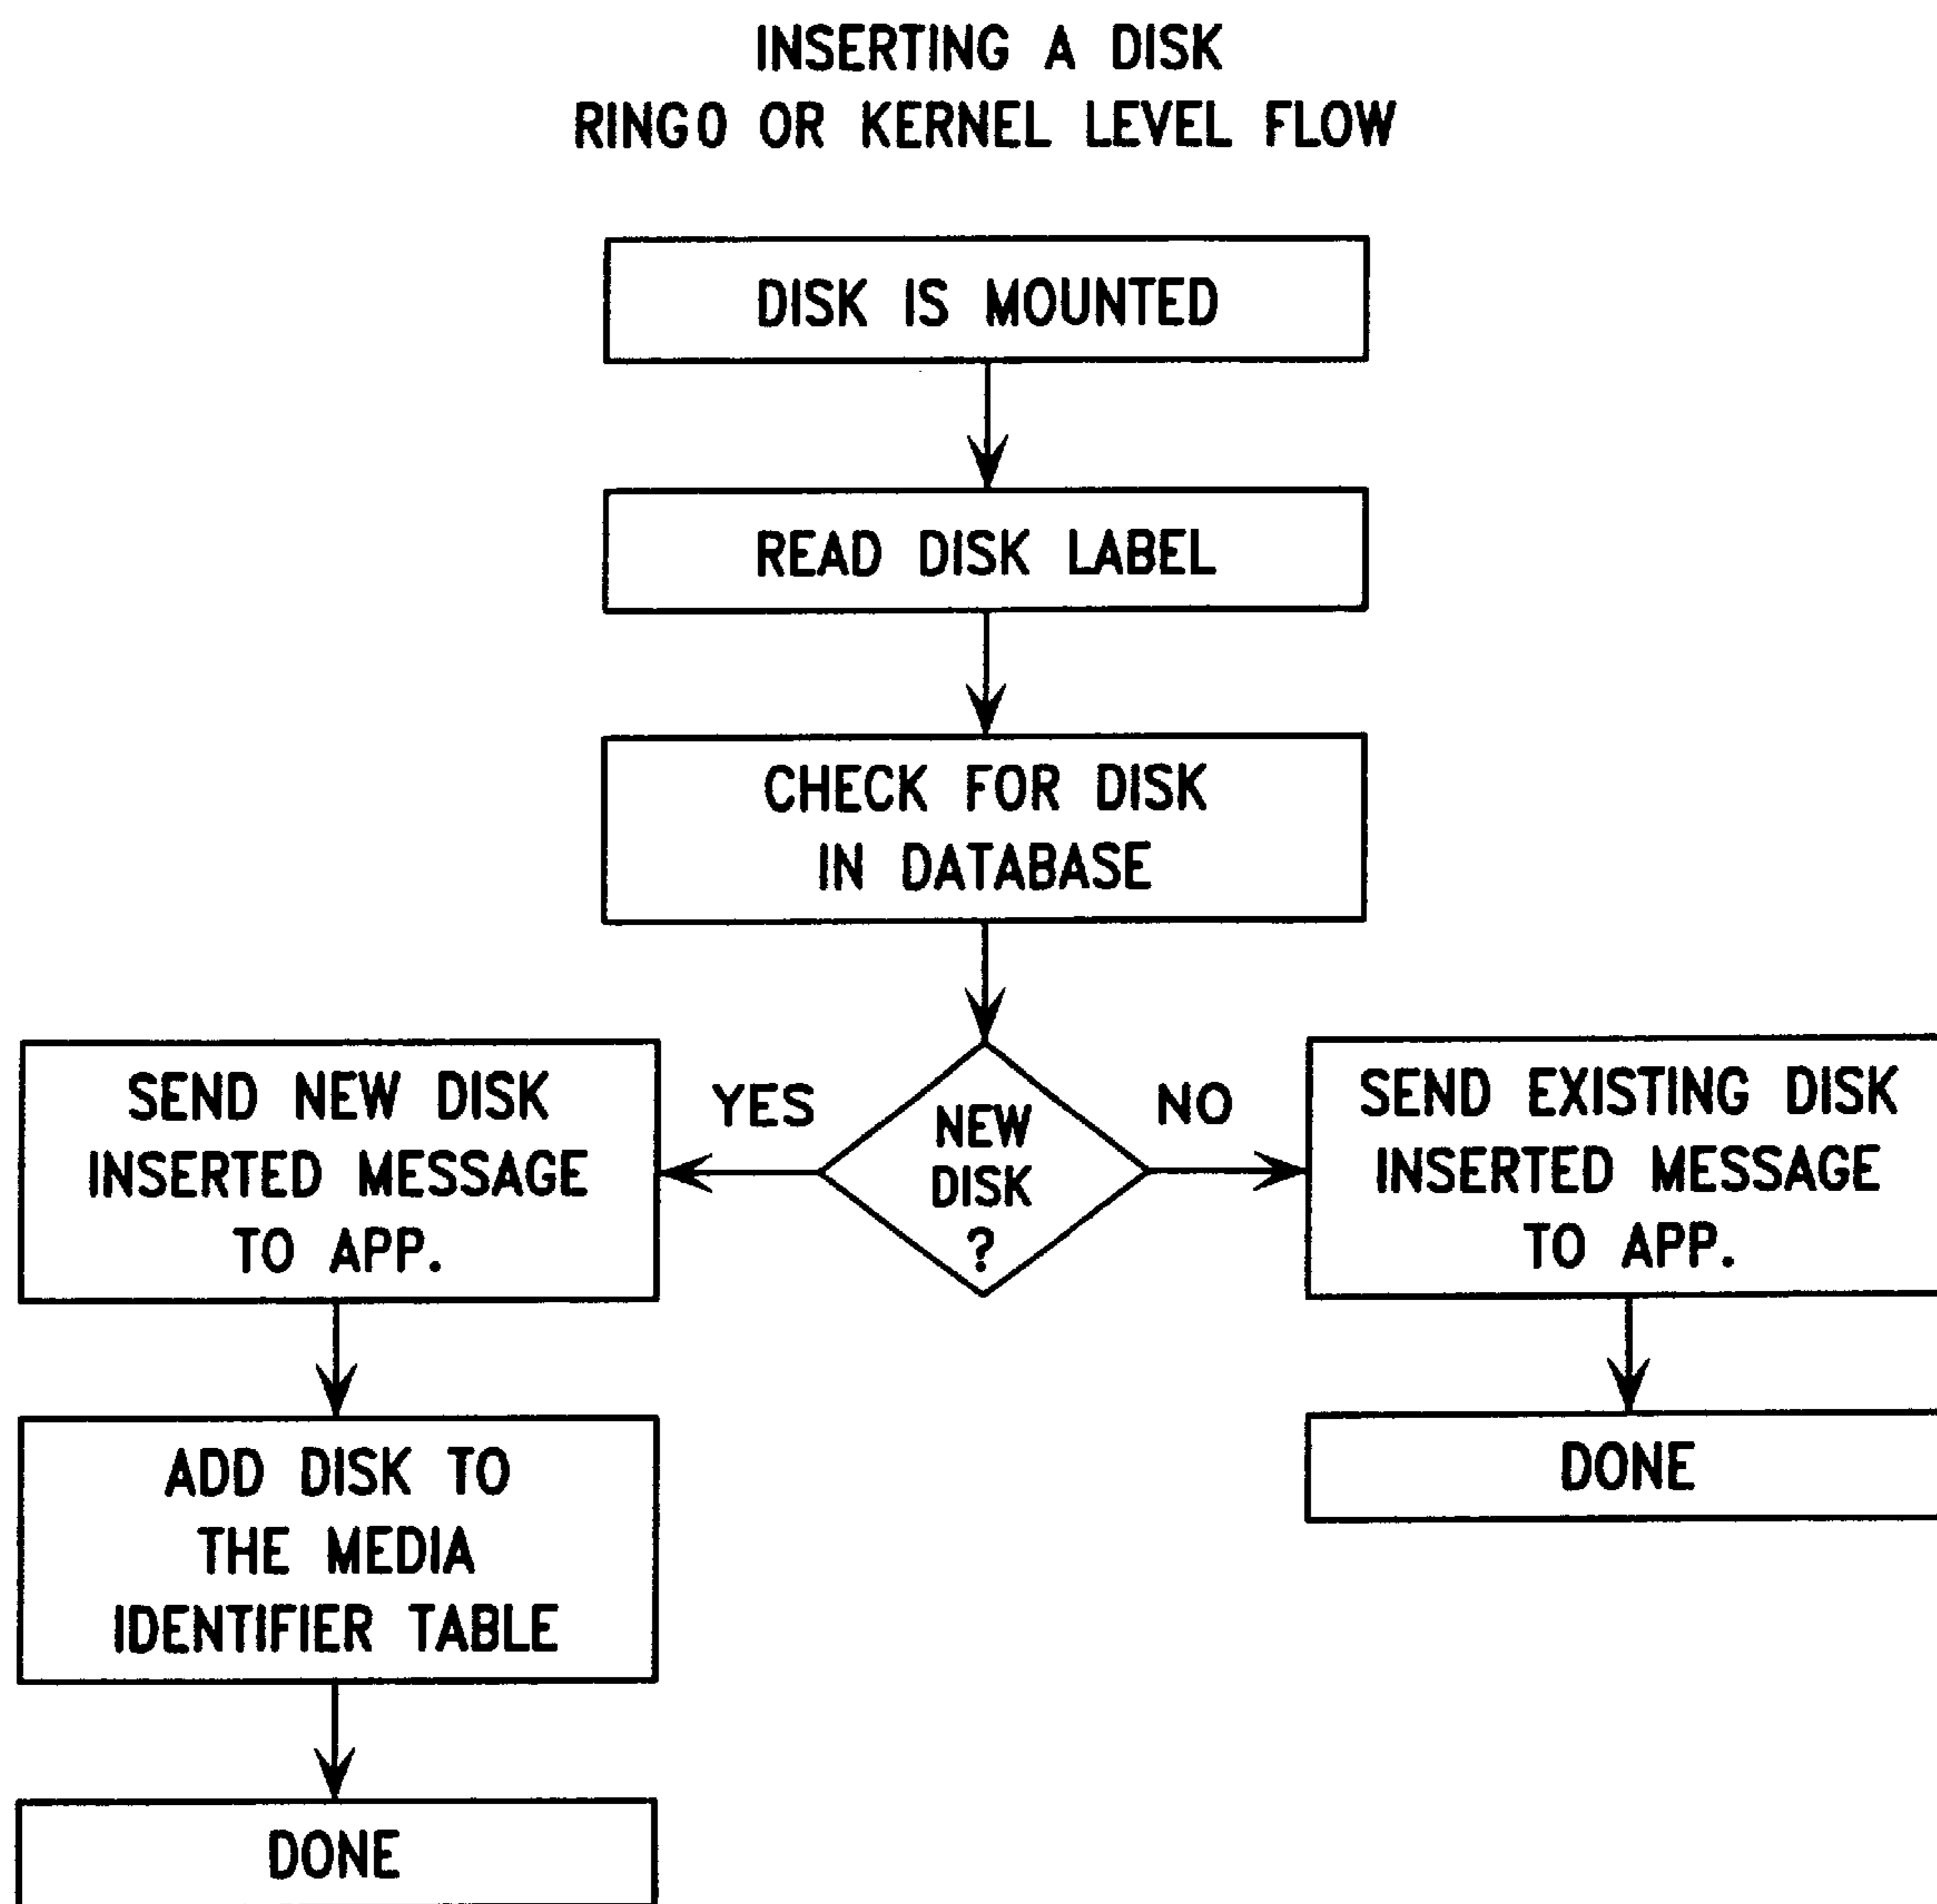 INSERTING A DISK
RINGO OR KERNEL LEVEL FLOW
DISK IS MOUNTED
READ DISK LABEL
CHECK FOR DISK
IN DATABASE
NEW
DISK
?
YES
NO
SEND NEW DISK
INSERTED MESSAGE
TO APP.
SEND EXISTING DISK
INSERTED MESSAGE
TO APP.
ADD DISK TO
THE MEDIA
IDENTIFIER TABLE
DONE
DONE